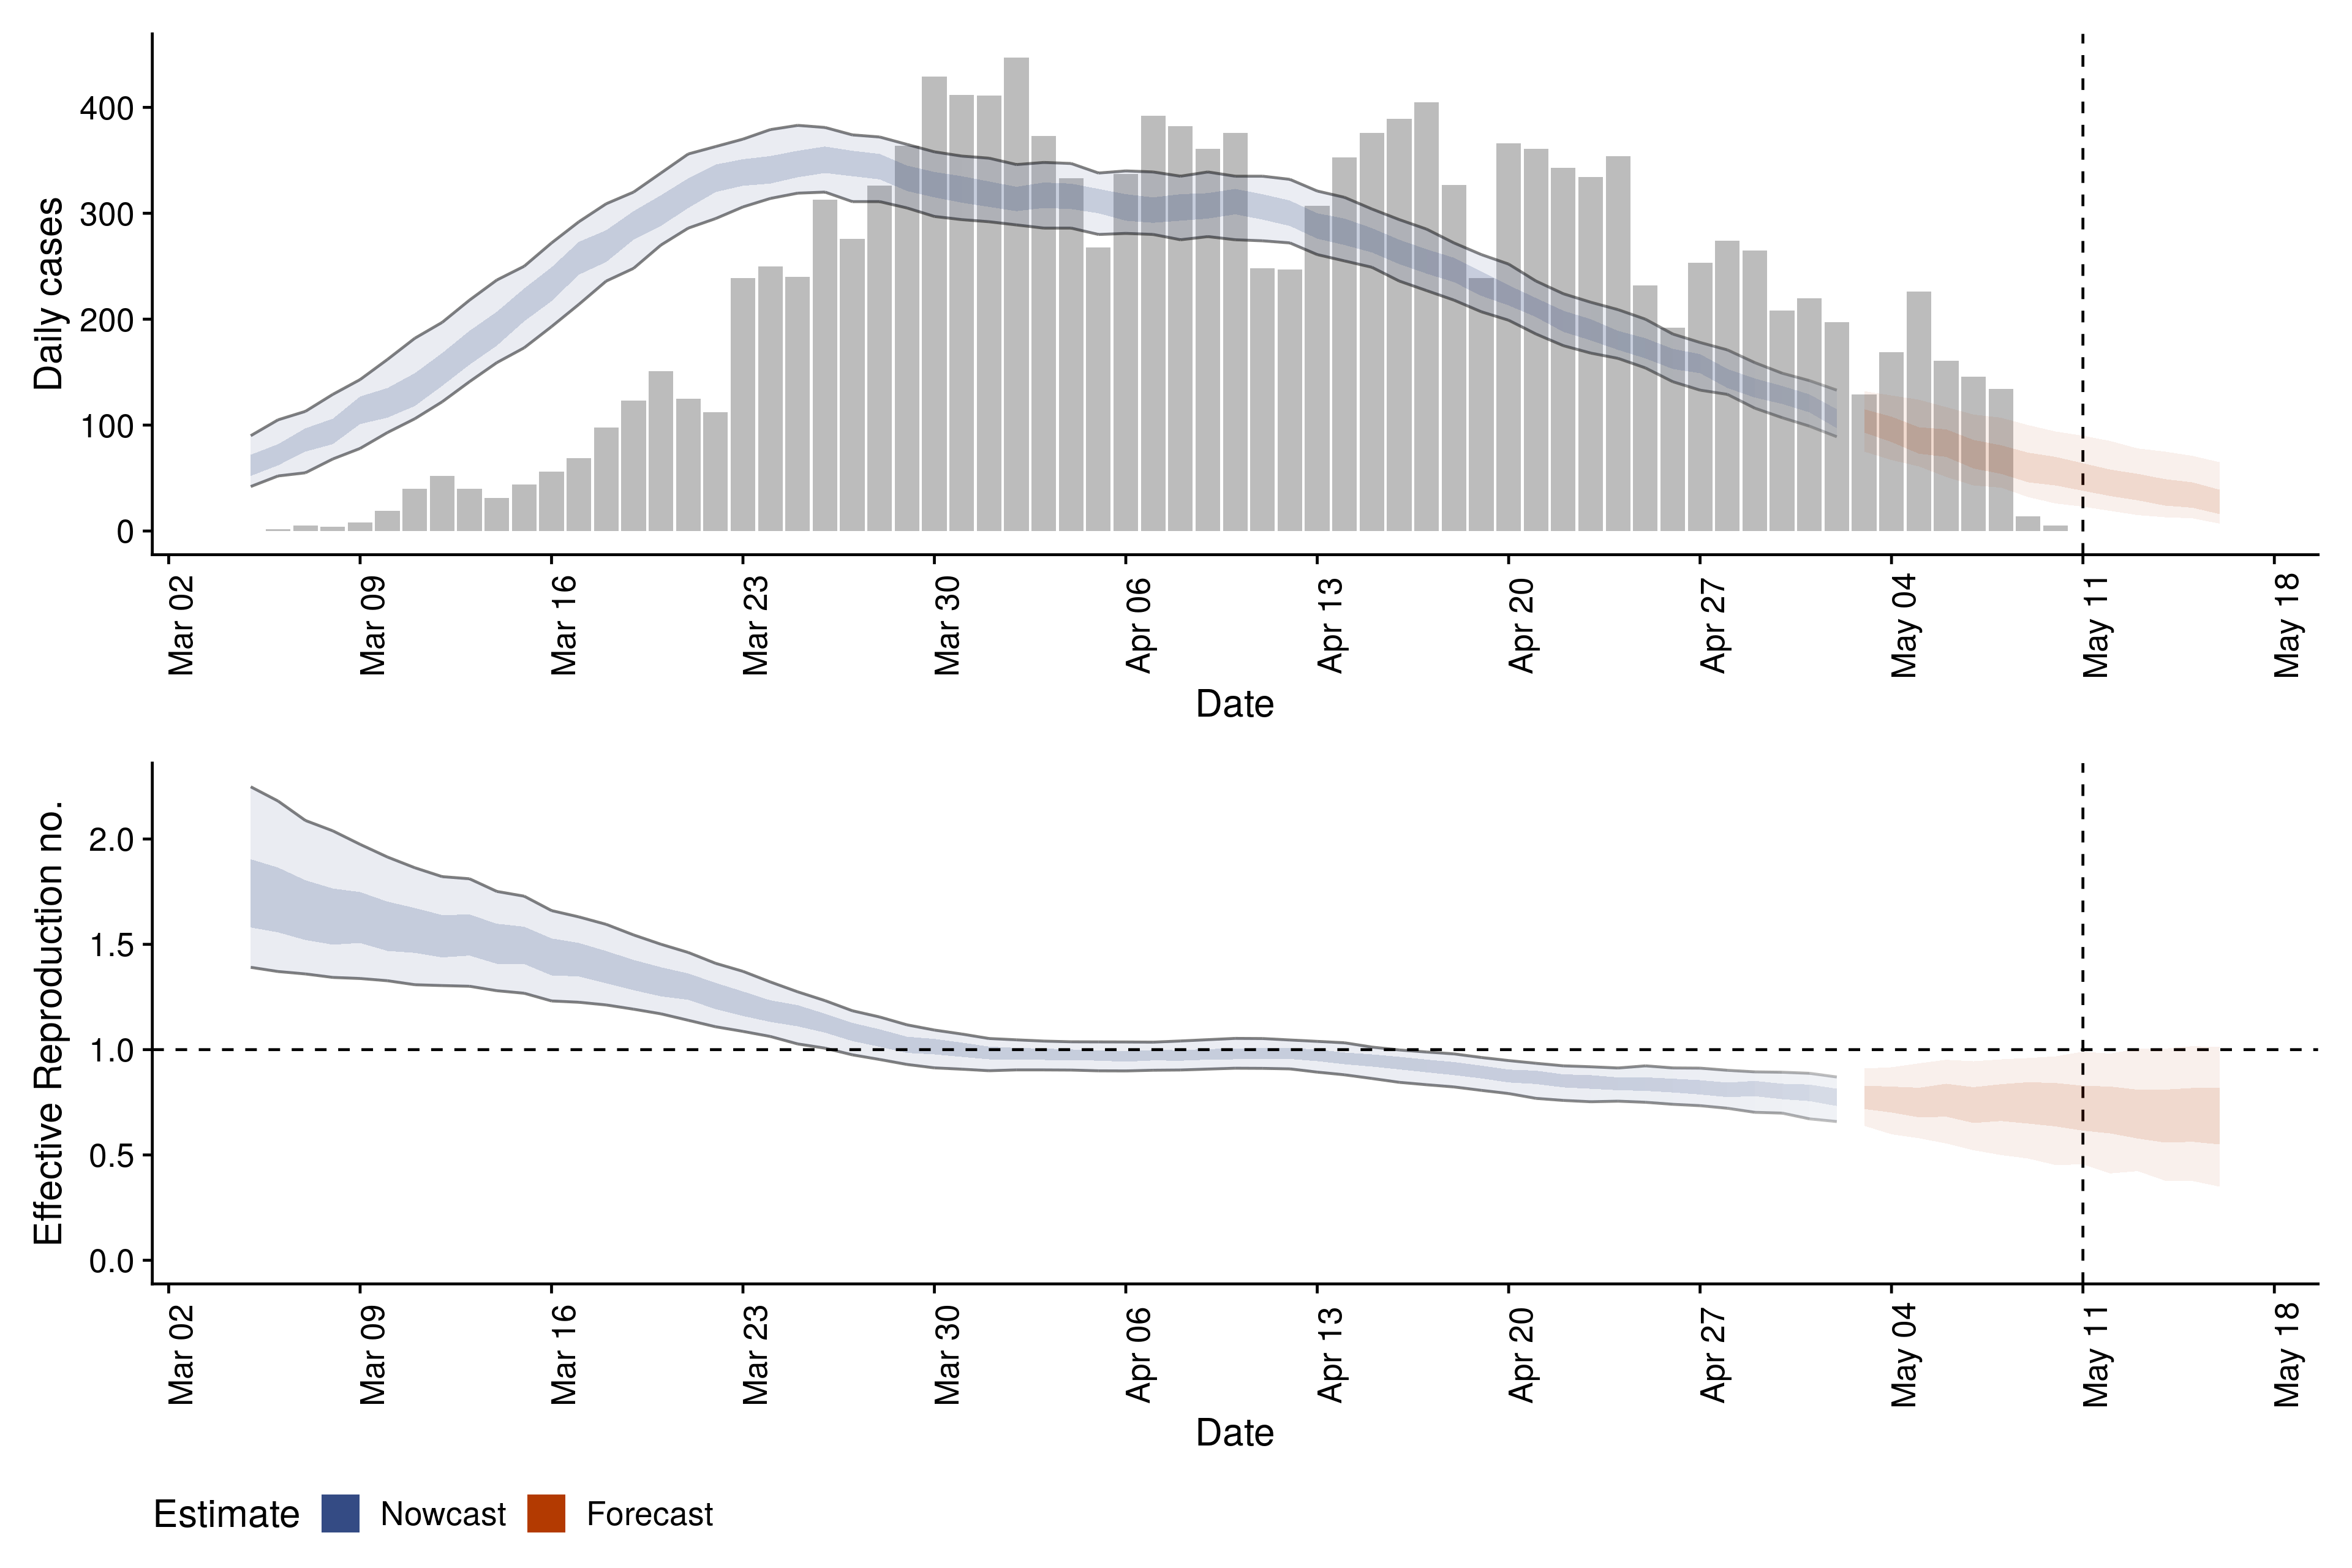 Daily cases
400
300
200
100
0
Mar 02
Mar 09
Mar 16
Mar 23
Mar 30
Apr 06
Apr 13
Apr 20
Apr 27
May 04
May 11
May 18
Date
Effective Reproduction no.
2.0
1.5
1.0
0.5
0.0
Mar 02
Mar 09
Mar 16
Mar 23
Mar 30
Apr 06
Apr 13
Apr 20
Apr 27
May 04
May 11
May 18
Date
Estimate Nowcast Forecast